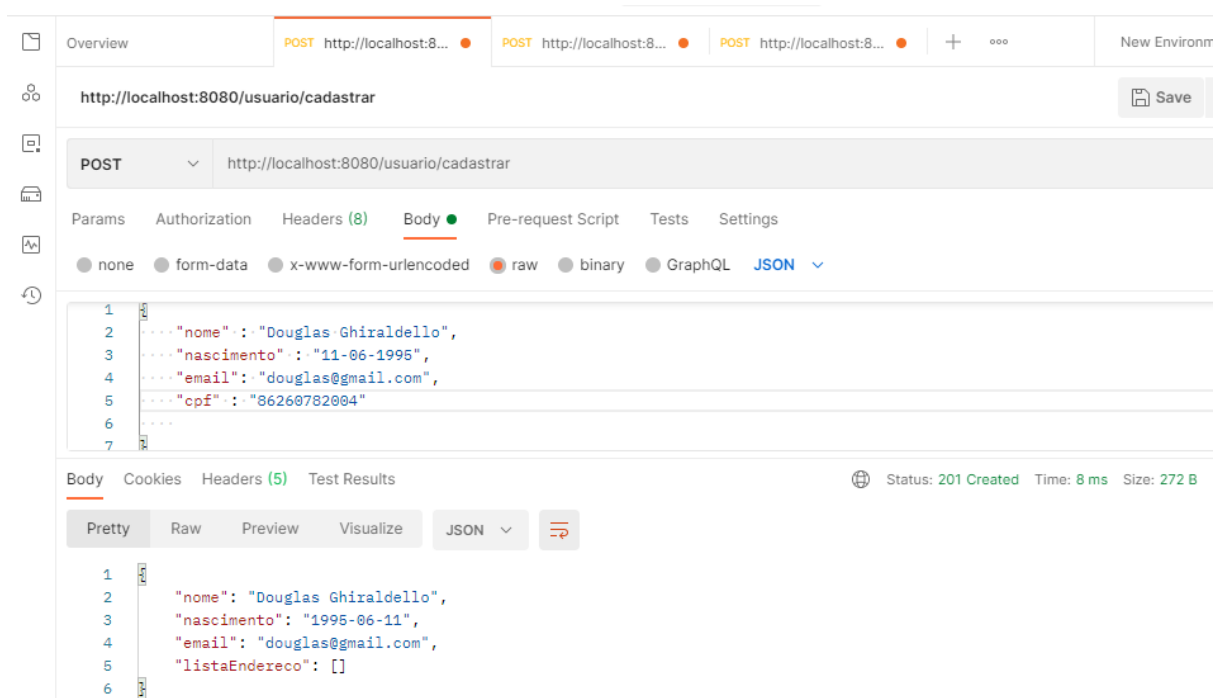 Overview POST http://localhost:8... POST http://localhost:8... POST http://localhost:8... + ooo New Environm
http://localhost:8080/usuario/cadastrar Save
POST http://localhost:8080/usuario/cadastrar
Params Authorization Headers (8) Body Pre-request Script Tests Settings
none form-data x-www-form-urlencoded raw binary GraphQL JSON
1 {
2 "nome" : "Douglas Ghiraldello",
3 "nascimento" : "11-06-1995",
4 "email": "douglas@gmail.com",
5 "cpf" : "86260782004"
6
7 }
Body Cookies Headers (5) Test Results Status: 201 Created Time: 8 ms Size: 272 B
Pretty Raw Preview Visualize JSON
1 {
2 "nome": "Douglas Ghiraldello",
3 "nascimento": "1995-06-11",
4 "email": "douglas@gmail.com",
5 "listaEndereco": []
6 }